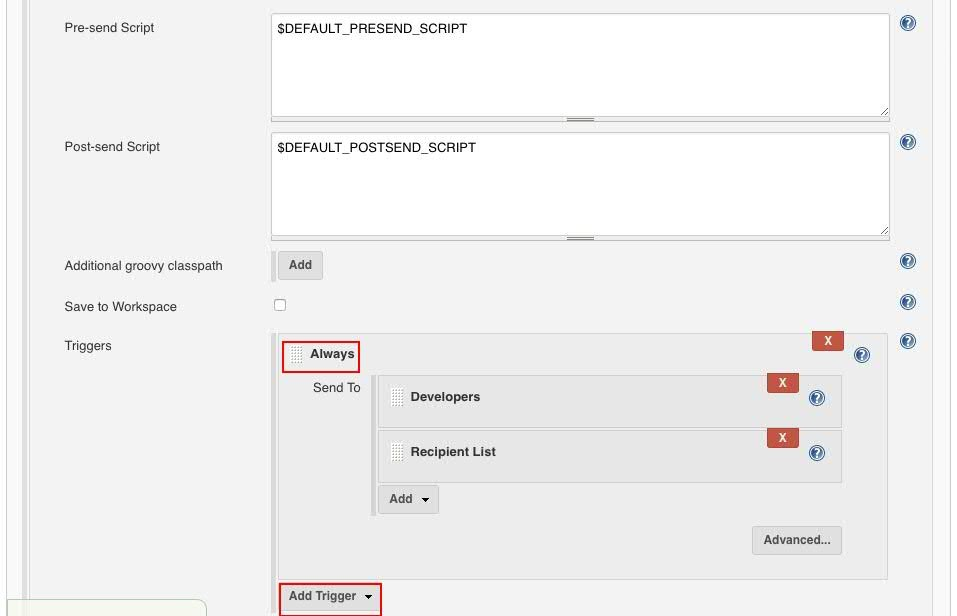 Pre-send Script
$DEFAULT_PRESEND_SCRIPT
?
Post-send Script
$DEFAULT_POSTSEND_SCRIPT
?
Additional groovy classpath
Add
?
Save to Workspace
?
Triggers
Always
X
?
?
Send To
Developers
X
?
Recipient List
X
?
Add
Advanced...
Add Trigger